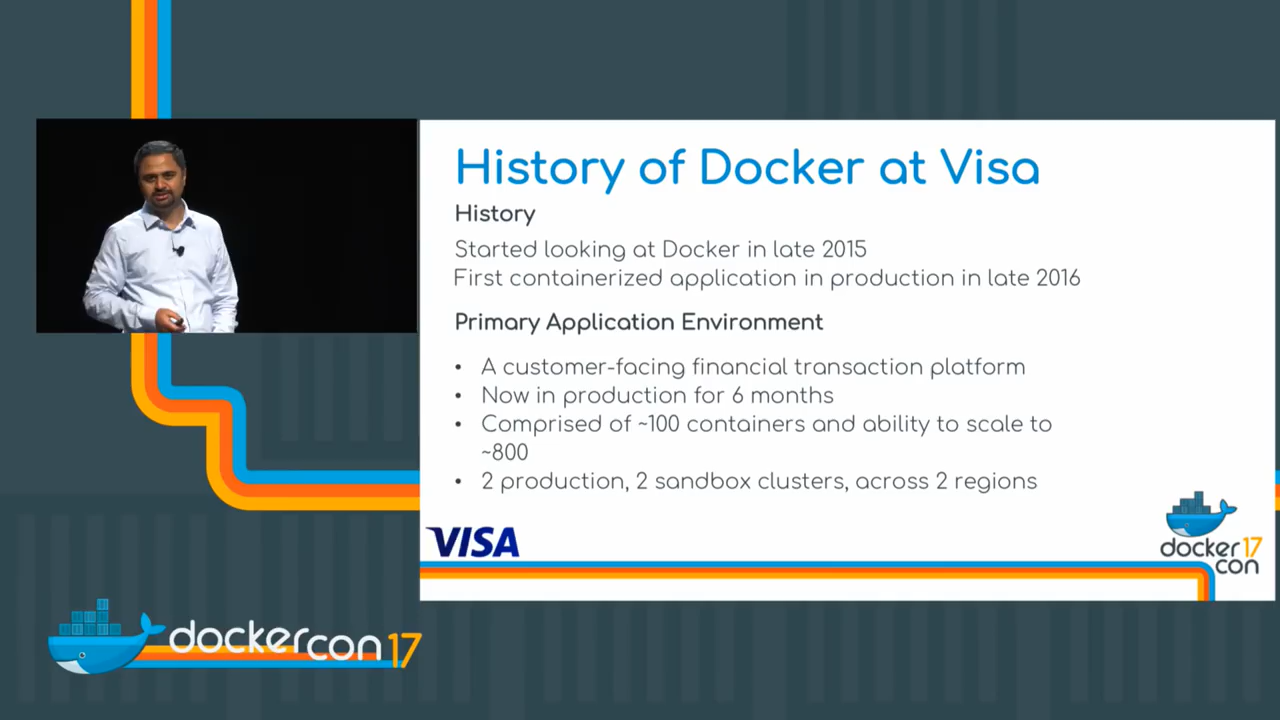 History of Docker at Visa
History
Started looking at Docker in late 2015
First containerized application in production in late 2016
Primary Application Environment
• A customer-facing financial transaction platform
• Now in production for 6 months
• Comprised of ~100 containers and ability to scale to
~800
• 2 production, 2 sandbox clusters, across 2 regions
VISA
docker 17
con
dockercon 17